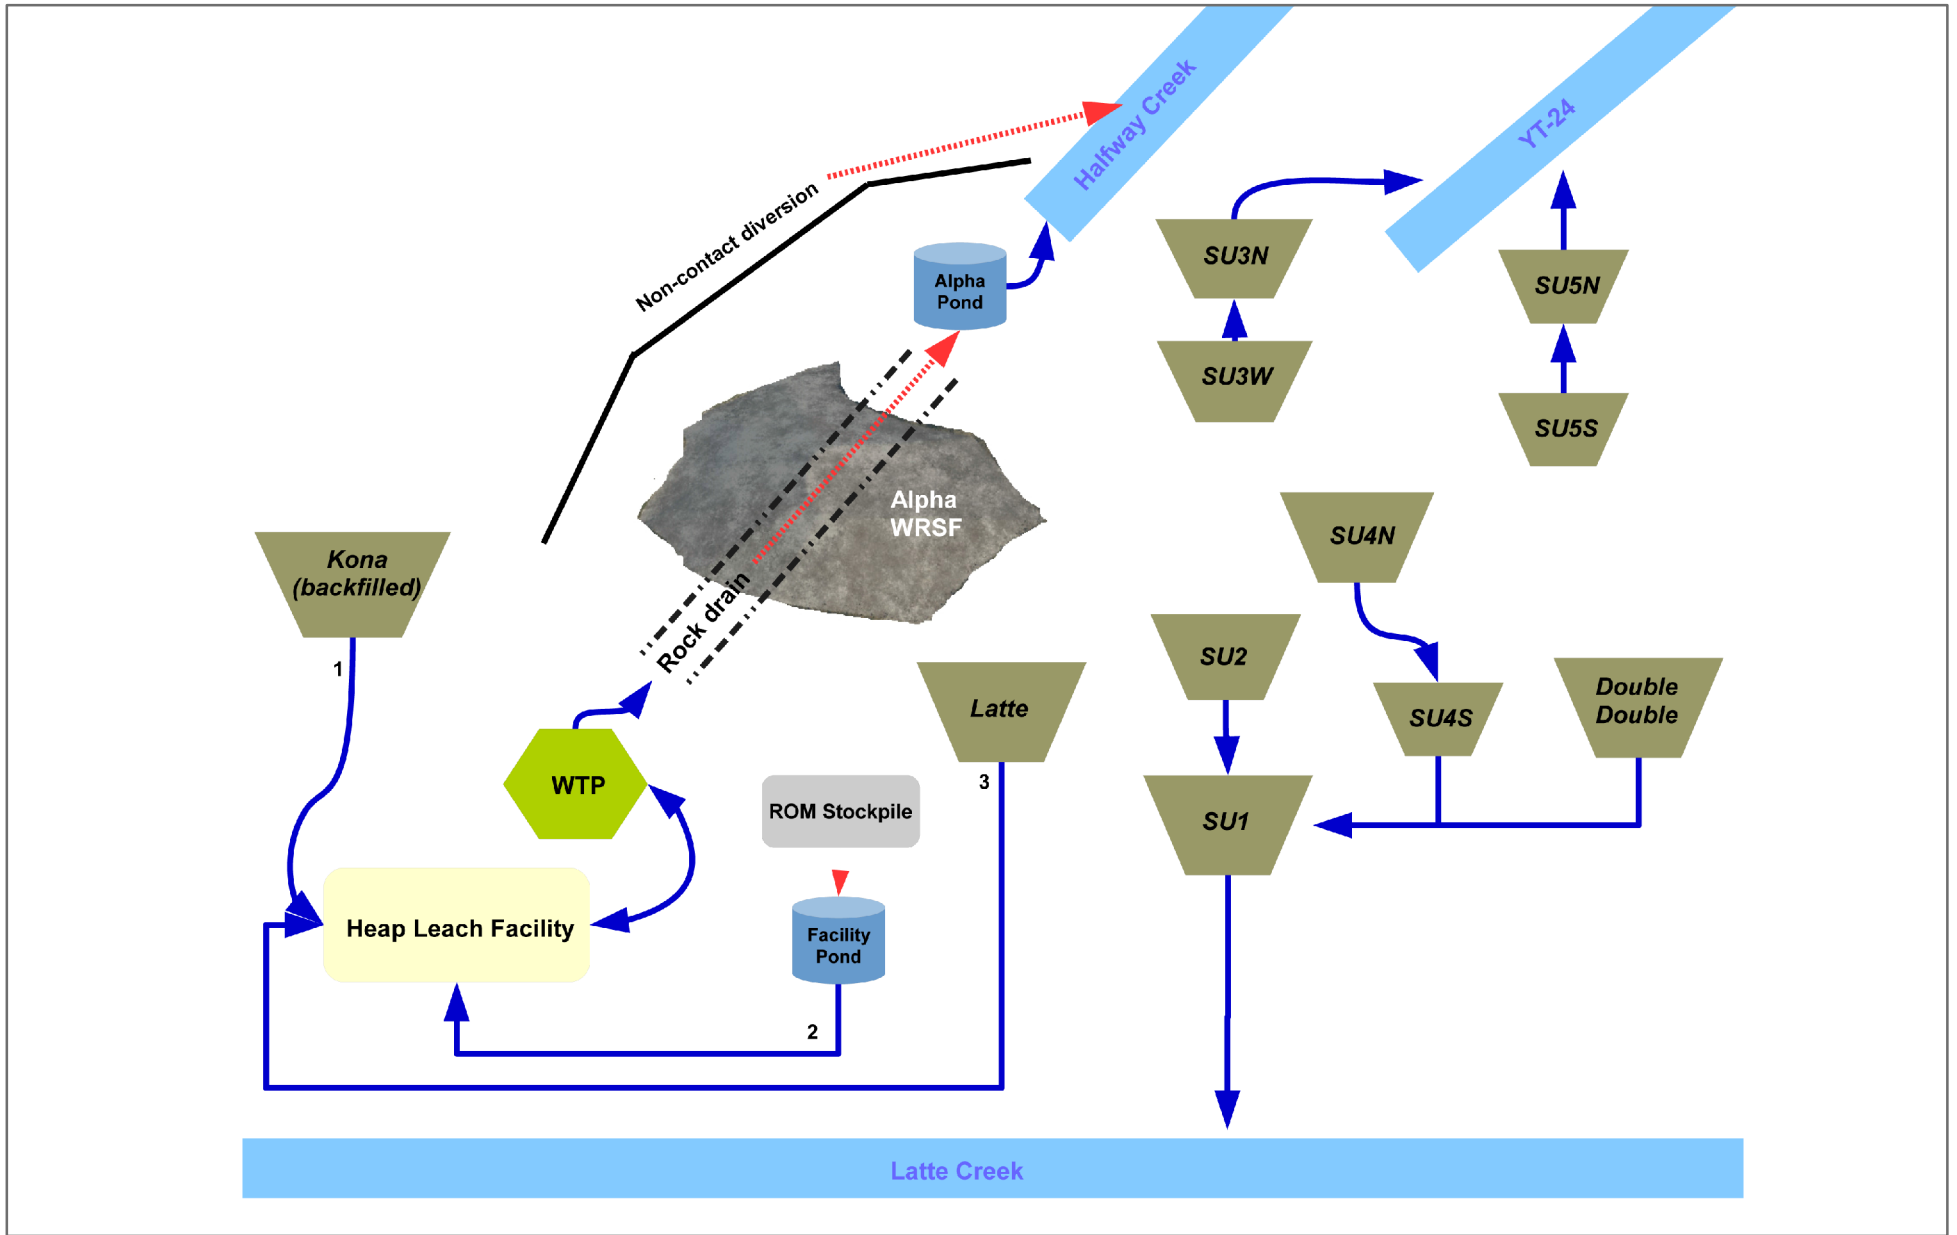 Halfway Creek
YT-24
Non-contact diversion
SU3N
Alpha
Pond
SU5N
SU3W
SU5S
Alpha
WRSF
SU4N
Kona
(backfilled)
Rock drain
1
SU2
Double
Double
Latte
SU4S
WTP
3
ROM Stockpile
SU1
Heap Leach Facility
Facility
Pond
2
Latte Creek